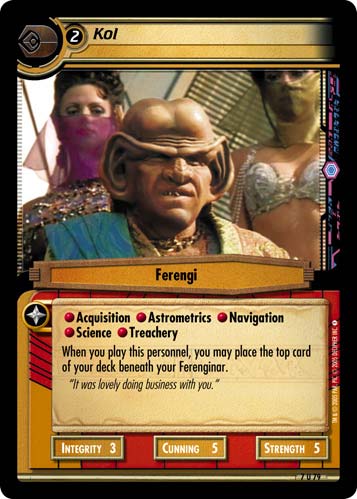 2 Kol
Ferengi
Acquisition Astrometrics Navigation
Science Treachery
When you play this personnel, you may place the top card
of your deck beneath your Ferenginar.
"It was lovely doing business with you."
INTEGRITY 3 CUNNING 5 STRENGTH 5
7 U 79